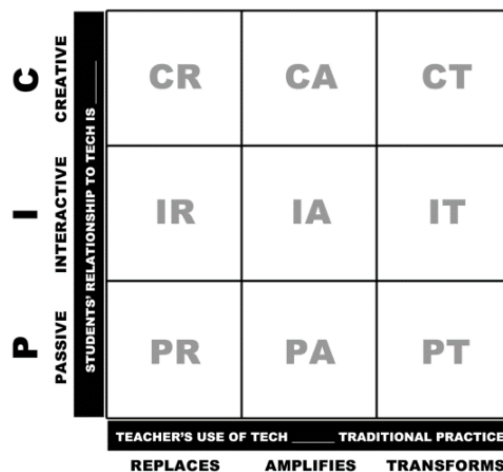 C
CREATIVE
I
INTERACTIVE
P
PASSIVE
STUDENTS' RELATIONSHIP TO TECH IS ____
CR CA CT
IR IA IT
PR PA PT
TEACHER'S USE OF TECH ______ TRADITIONAL PRACTICE
REPLACES AMPLIFIES TRANSFORMS